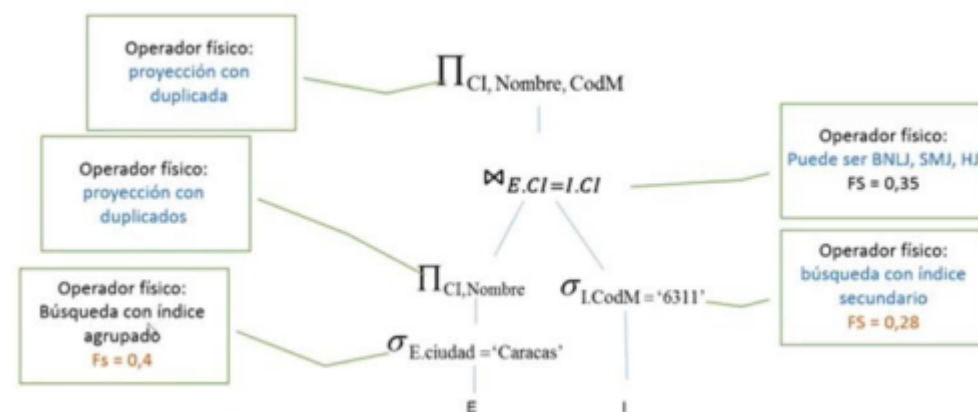 Operador físico:
proyección con
duplicada
∏ CI, Nombre, CodM
Operador físico:
Puede ser BNLJ, SMJ, HJ
FS = 0,35
Operador físico:
proyección con
duplicados
⋈ E.CI=I.CI
Operador físico:
búsqueda con índice
secundario
FS = 0,28
∏ CI,Nombre
σ I.CodM = '6311'
Operador físico:
Búsqueda con índice
agrupado
Fs = 0,4
σ E.ciudad = 'Caracas'
E
I